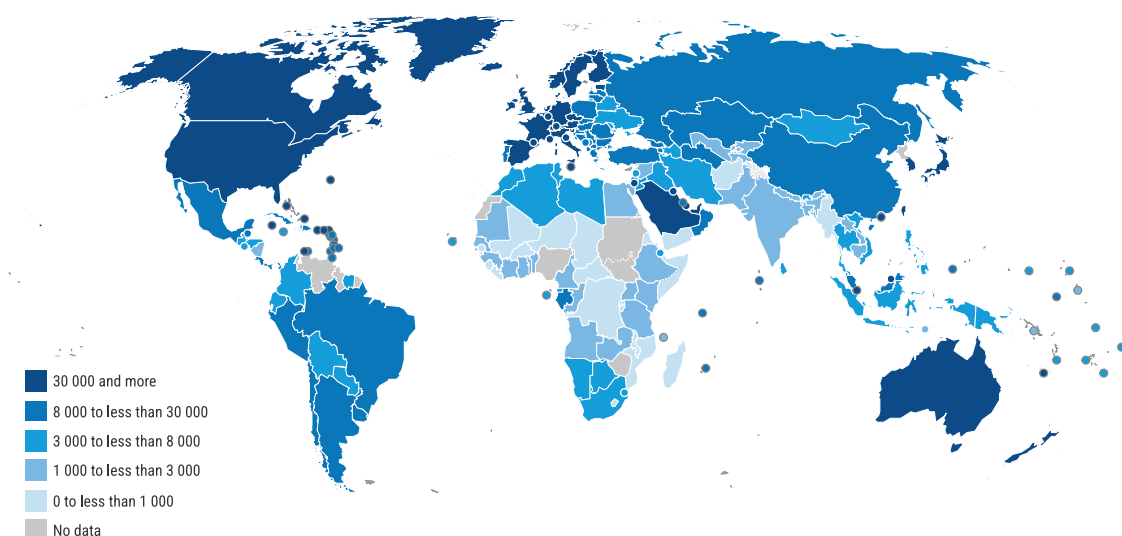 30 000 and more
8 000 to less than 30 000
3 000 to less than 8 000
1 000 to less than 3 000
0 to less than 1 000
No data